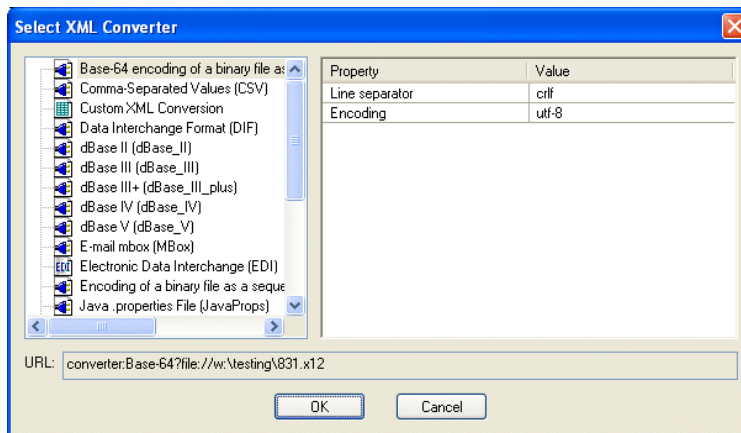 Select XML Converter
Base-64 encoding of a binary file as
Comma-Separated Values (CSV)
Custom XML Conversion
Data Interchange Format (DIF)
dBase II (dBase_II)
dBase III (dBase_III)
dBase III+ (dBase_III_plus)
dBase IV (dBase_IV)
dBase V (dBase_V)
E-mail mbox (MBox)
EDI Electronic Data Interchange (EDI)
Encoding of a binary file as a seque
Java .properties File (JavaProps)
Property Value
Line separator crlf
Encoding utf-8
URL: converter:Base-64?file://w:\testing\831.x12
OK Cancel